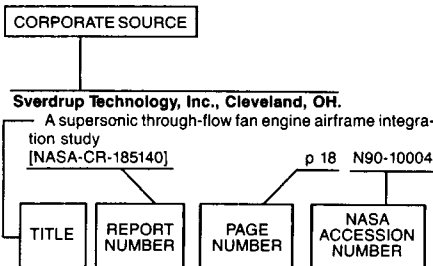 CORPORATE SOURCE
Sverdrup Technology, Inc., Cleveland, OH.
A supersonic through-flow fan engine airframe integra-
tion study
[NASA-CR-185140] p 18 N90-10004
TITLE
REPORT
NUMBER
PAGE
NUMBER
NASA
ACCESSION
NUMBER